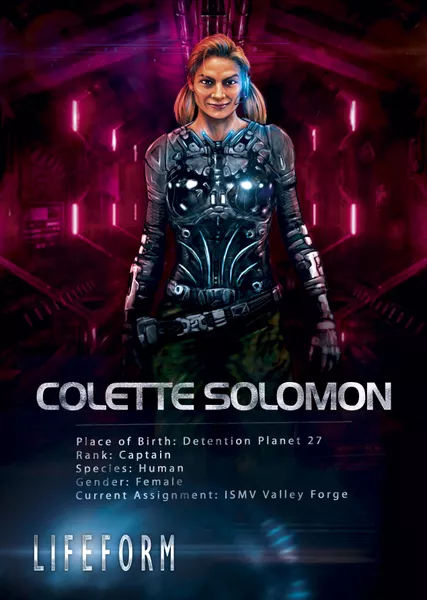 COLETTE SOLOMON
Place of Birth: Detention Planet 27
Rank: Captain
Species: Human
Gender: Female
Current Assignment: ISMV Valley Forge
LIFEFORM